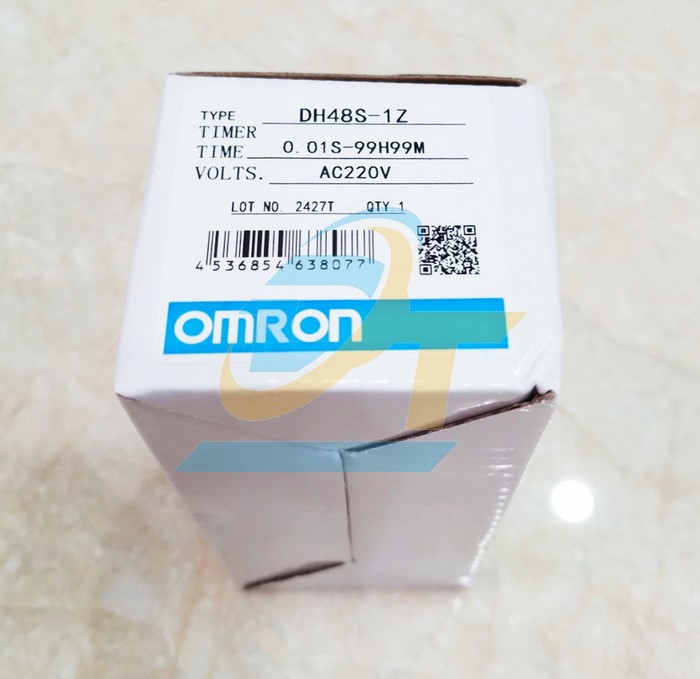 TYPE DH48S-1Z
TIMER
TIME 0.01S-99H99M
VOLTS. AC220V
LOT NO. 2427T QTY 1
4 536854 638077
OMRON